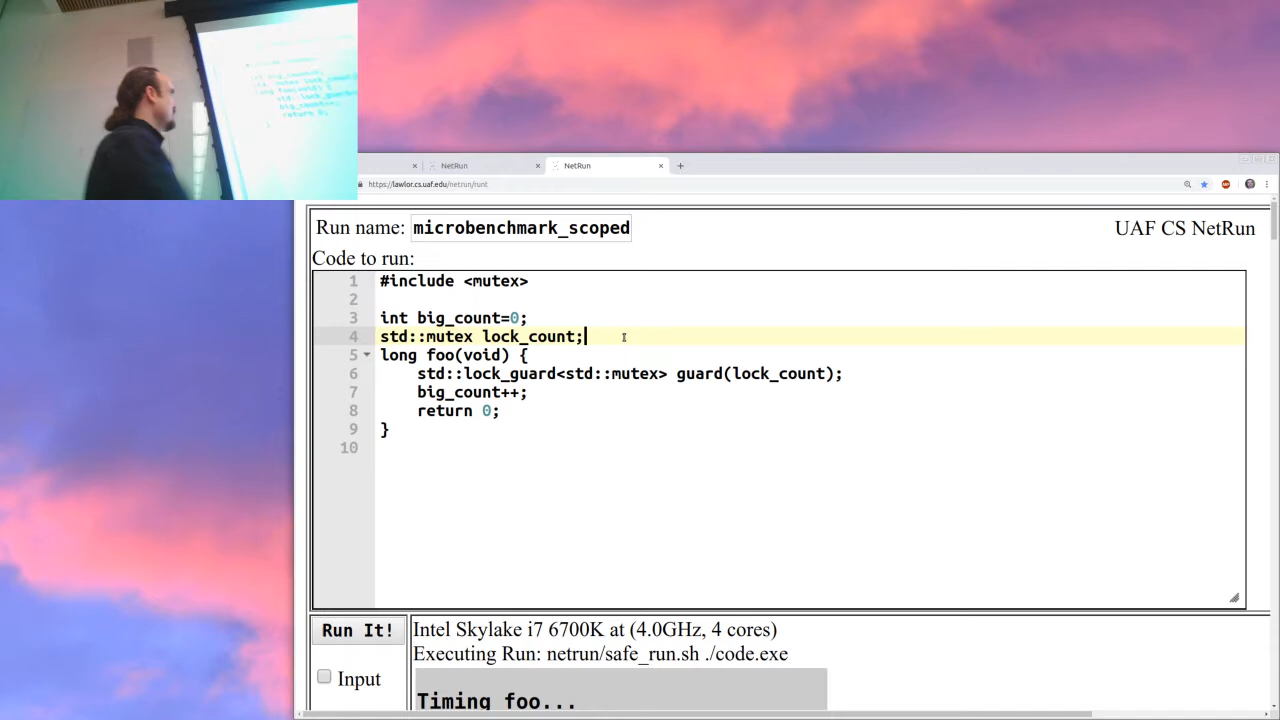 NetRun
NetRun
https://lawlor.cs.uaf.edu/netrun/runt
Run name: microbenchmark_scoped
UAF CS NetRun
Code to run:
1 #include <mutex>
2
3 int big_count=0;
4 std::mutex lock_count;
5 long foo(void) {
6 std::lock_guard<std::mutex> guard(lock_count);
7 big_count++;
8 return 0;
9 }
10
Run It!
Intel Skylake i7 6700K at (4.0GHz, 4 cores)
Executing Run: netrun/safe_run.sh ./code.exe
Input
Timing foo...